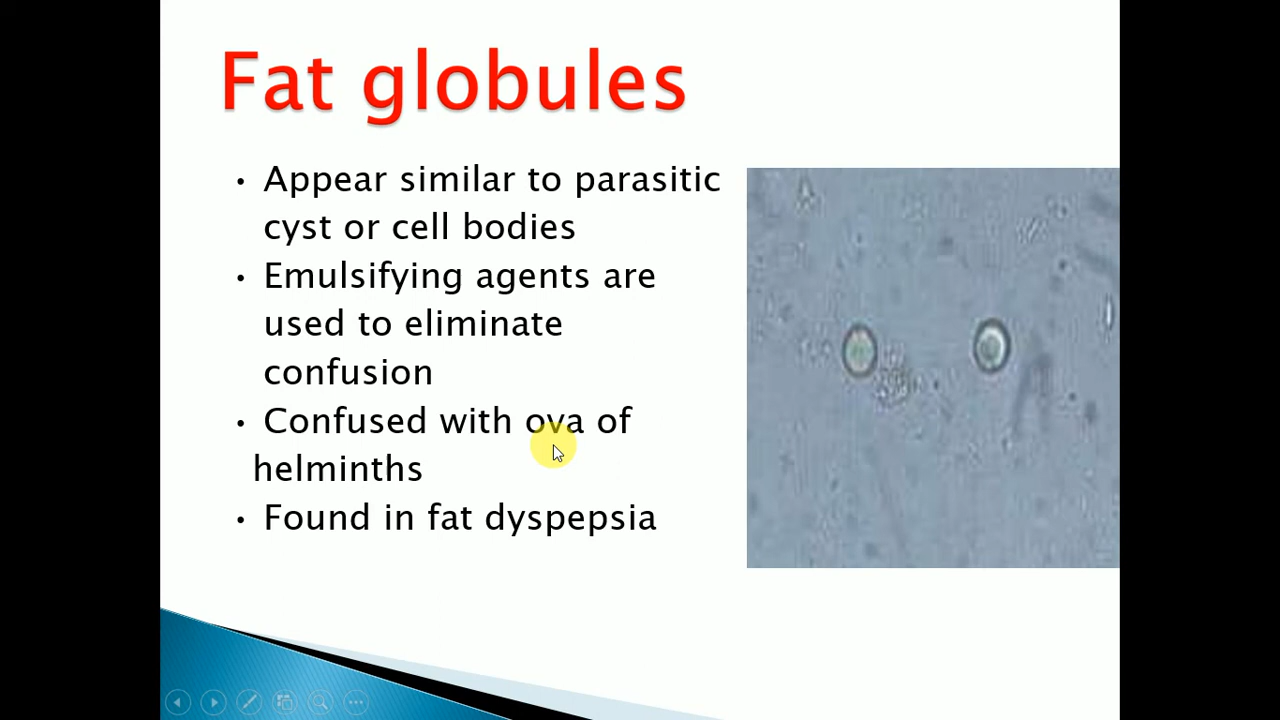 Fat globules
• Appear similar to parasitic
cyst or cell bodies
• Emulsifying agents are
used to eliminate
confusion
• Confused with ova of
helminths
• Found in fat dyspepsia